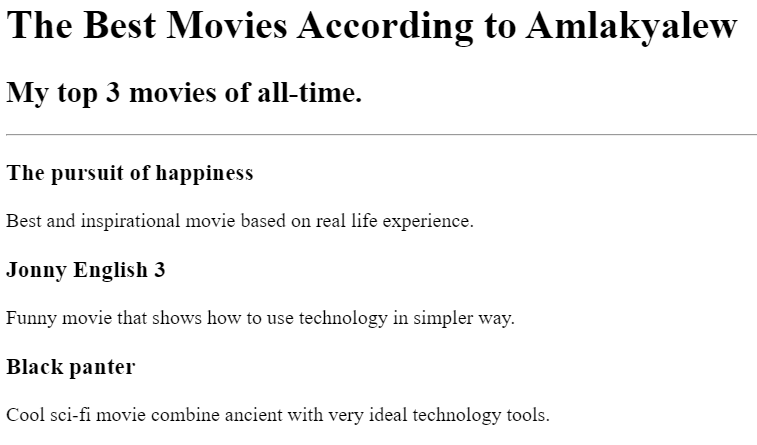 The Best Movies According to Amlakyalew
My top 3 movies of all-time.
The pursuit of happiness
Best and inspirational movie based on real life experience.
Jonny English 3
Funny movie that shows how to use technology in simpler way.
Black panter
Cool sci-fi movie combine ancient with very ideal technology tools.